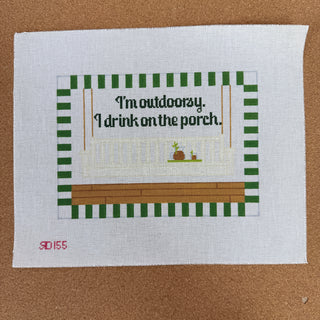 I'm outdoorsy.
I drink on the porch.
SD155